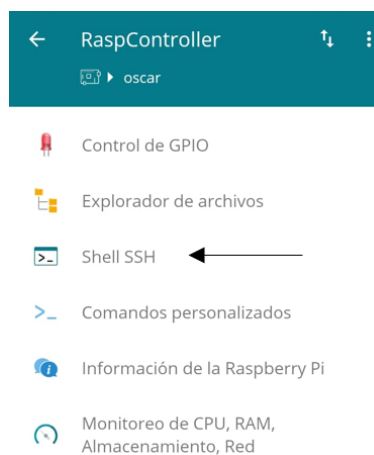 RaspController
oscar
Control de GPIO
Explorador de archivos
Shell SSH
Comandos personalizados
Información de la Raspberry Pi
Monitoreo de CPU, RAM,
Almacenamiento, Red